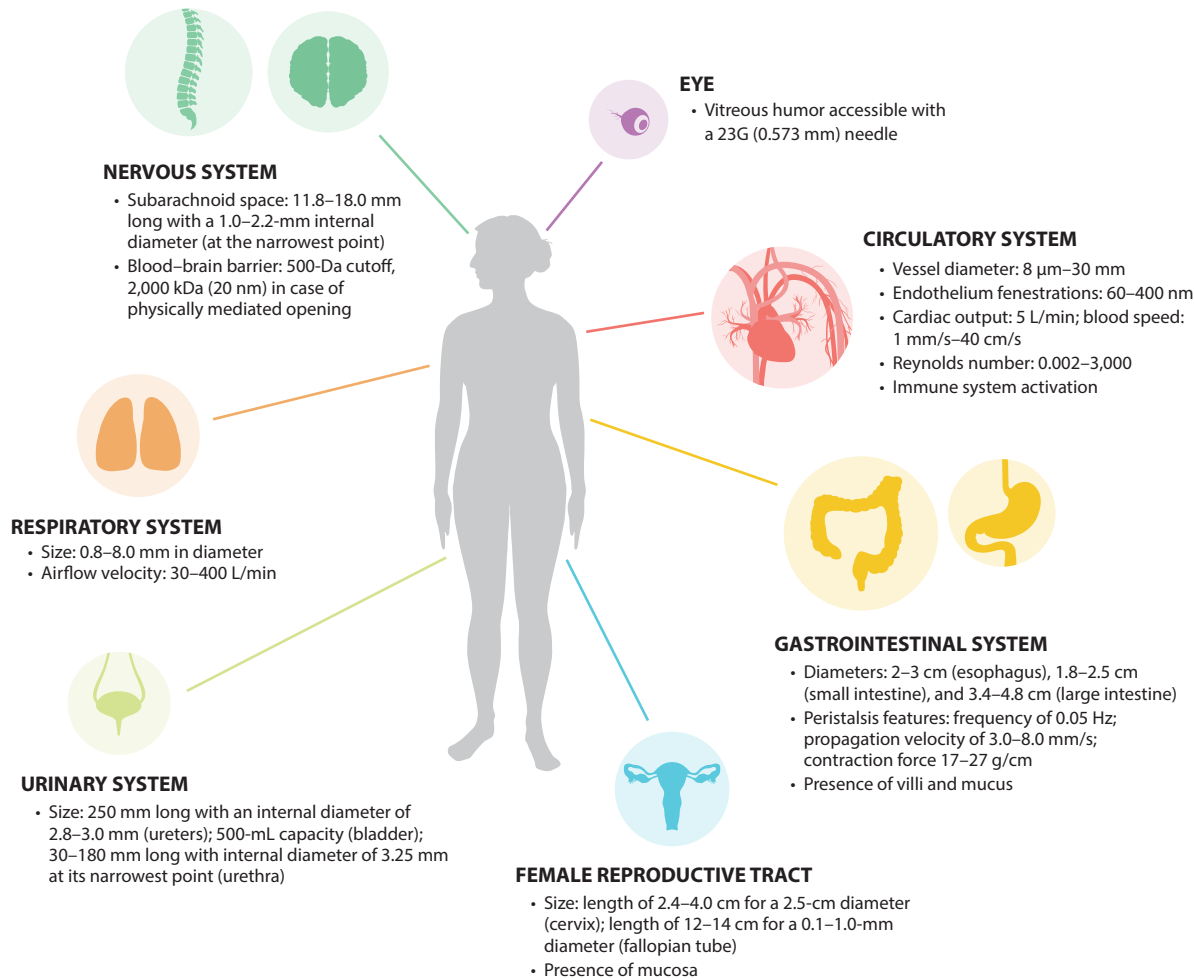 NERVOUS SYSTEM
• Subarachnoid space: 11.8–18.0 mm
long with a 1.0–2.2-mm internal
diameter (at the narrowest point)
• Blood–brain barrier: 500-Da cutoff,
2,000 kDa (20 nm) in case of
physically mediated opening
EYE
• Vitreous humor accessible with
a 23G (0.573 mm) needle
CIRCULATORY SYSTEM
• Vessel diameter: 8 μm–30 mm
• Endothelium fenestrations: 60–400 nm
• Cardiac output: 5 L/min; blood speed:
1 mm/s–40 cm/s
• Reynolds number: 0.002–3,000
• Immune system activation
RESPIRATORY SYSTEM
• Size: 0.8–8.0 mm in diameter
• Airflow velocity: 30–400 L/min
GASTROINTESTINAL SYSTEM
• Diameters: 2–3 cm (esophagus), 1.8–2.5 cm
(small intestine), and 3.4–4.8 cm (large intestine)
• Peristalsis features: frequency of 0.05 Hz;
propagation velocity of 3.0–8.0 mm/s;
contraction force 17–27 g/cm
• Presence of villi and mucus
URINARY SYSTEM
• Size: 250 mm long with an internal diameter of
2.8–3.0 mm (ureters); 500-mL capacity (bladder);
30–180 mm long with internal diameter of 3.25 mm
at its narrowest point (urethra)
FEMALE REPRODUCTIVE TRACT
• Size: length of 2.4–4.0 cm for a 2.5-cm diameter
(cervix); length of 12–14 cm for a 0.1–1.0-mm
diameter (fallopian tube)
• Presence of mucosa